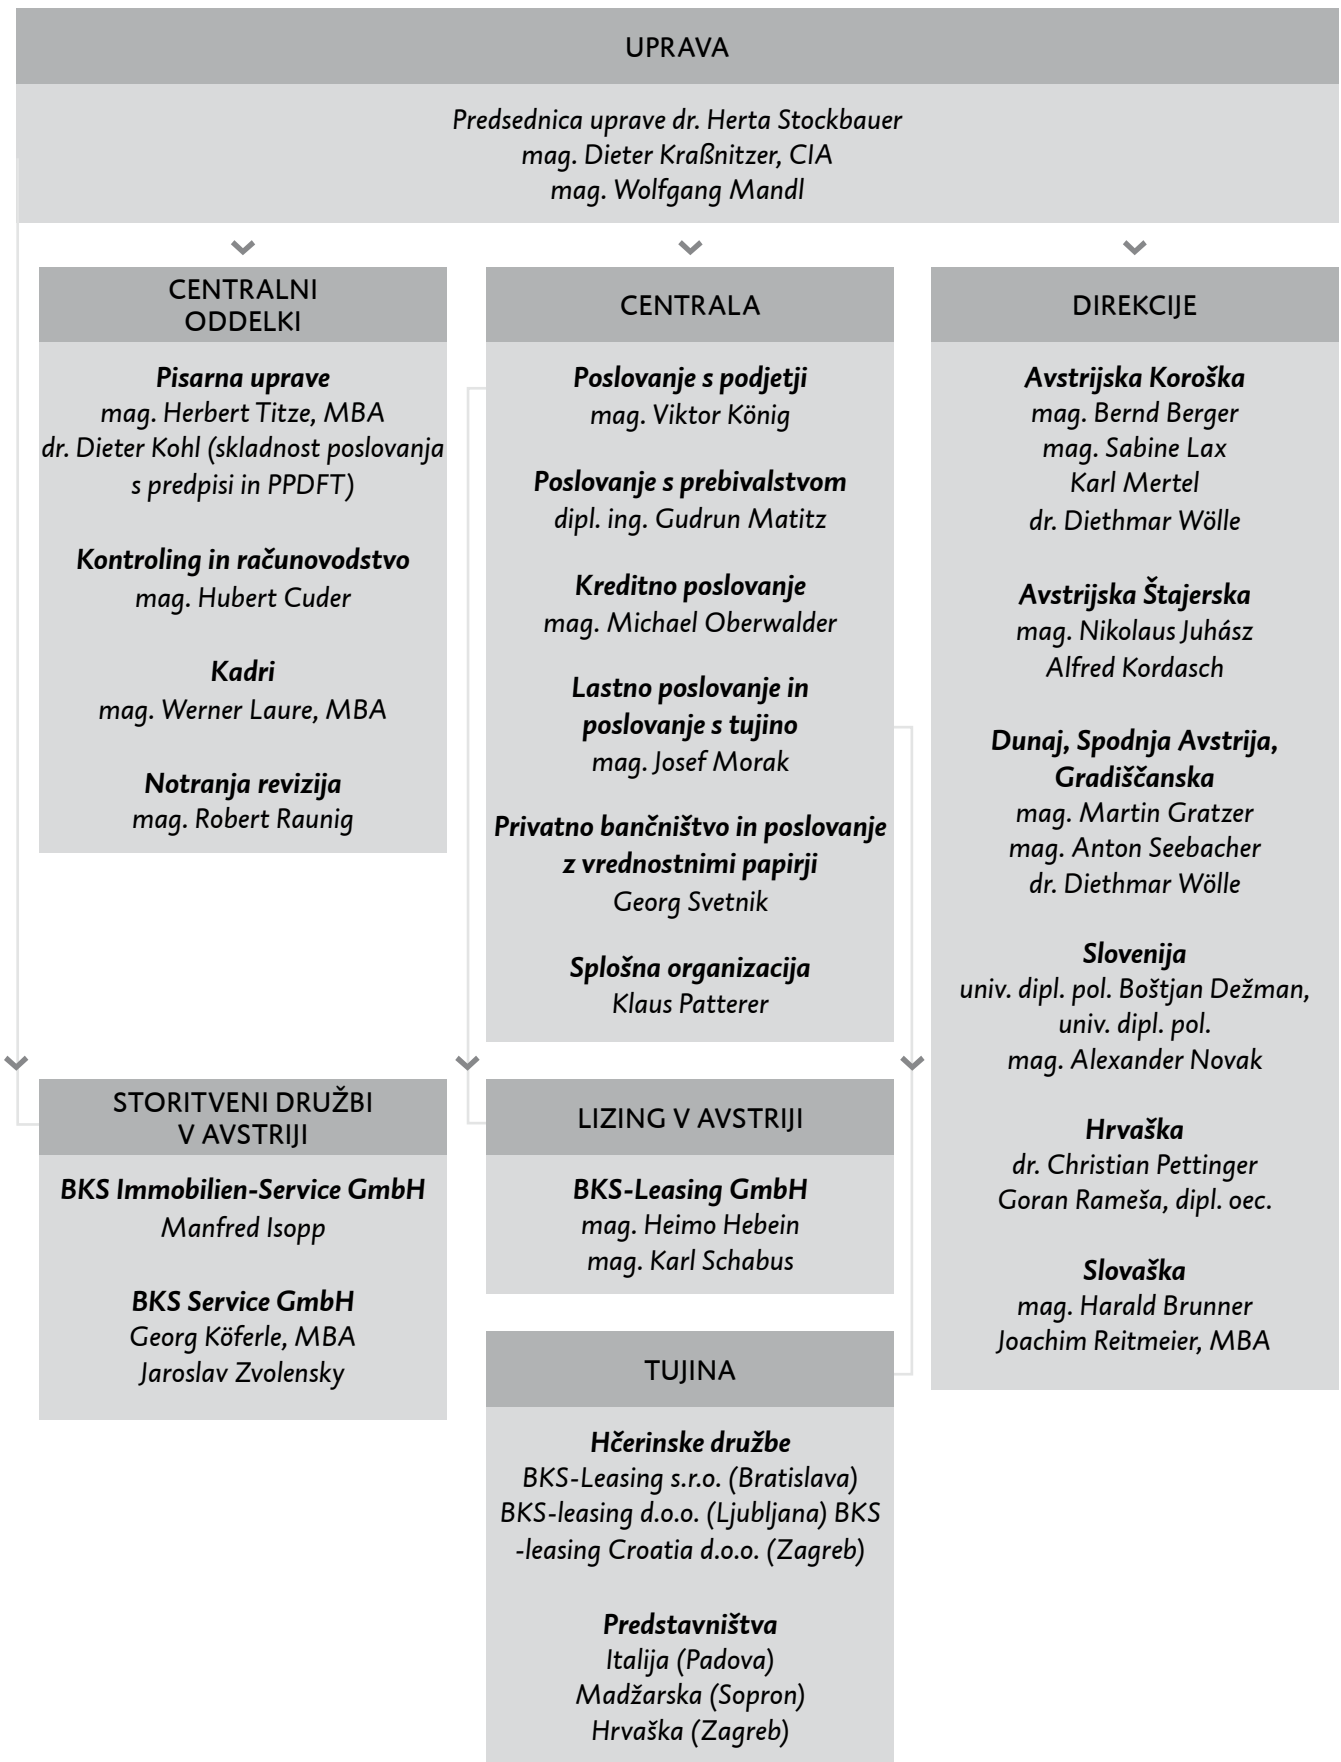 UPRAVA
Predsednica uprave dr. Herta Stockbauer
mag. Dieter Kraßnitzer, CIA
mag. Wolfgang Mandl
CENTRALNI
ODDELKI
Pisarna uprave
mag. Herbert Titze, MBA
dr. Dieter Kohl (skladnost poslovanja
s predpisi in PPDFT)
Kontroling in računovodstvo
mag. Hubert Cuder
Kadri
mag. Werner Laure, MBA
Notranja revizija
mag. Robert Raunig
CENTRALA
Poslovanje s podjetji
mag. Viktor König
Poslovanje s prebivalstvom
dipl. ing. Gudrun Matitz
Kreditno poslovanje
mag. Michael Oberwalder
Lastno poslovanje in
poslovanje s tujino
mag. Josef Morak
Privatno bančništvo in poslovanje
z vrednostnimi papirji
Georg Svetnik
Splošna organizacija
Klaus Patterer
DIREKCIJE
Avstrijska Koroška
mag. Bernd Berger
mag. Sabine Lax
Karl Mertel
dr. Diethmar Wölle
Avstrijska Štajerska
mag. Nikolaus Juhász
Alfred Kordasch
Dunaj, Spodnja Avstrija,
Gradiščanska
mag. Martin Gratzer
mag. Anton Seebacher
dr. Diethmar Wölle
Slovenija
univ. dipl. pol. Boštjan Dežman,
univ. dipl. pol.
mag. Alexander Novak
Hrvaška
dr. Christian Pettinger
Goran Rameša, dipl. oec.
Slovaška
mag. Harald Brunner
Joachim Reitmeier, MBA
STORITVENI DRUŽBI
V AVSTRIJI
BKS Immobilien-Service GmbH
Manfred Isopp
BKS Service GmbH
Georg Köferle, MBA
Jaroslav Zvolensky
LIZING V AVSTRIJI
BKS-Leasing GmbH
mag. Heimo Hebein
mag. Karl Schabus
TUJINA
Hčerinske družbe
BKS-Leasing s.r.o. (Bratislava)
BKS-leasing d.o.o. (Ljubljana) BKS
-leasing Croatia d.o.o. (Zagreb)
Predstavništva
Italija (Padova)
Madžarska (Sopron)
Hrvaška (Zagreb)